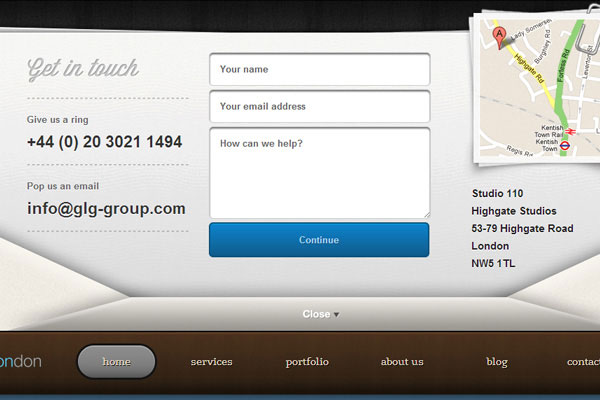 Get in touch
Give us a ring
+44 (0) 20 3021 1494
Pop us an email
info@glg-group.com
Your name
Your email address
How can we help?
Continue
A
Lady Somerset
Burghley Rd
Highgate Rd
Fortess Rd
Leverton St
Kentish
Town Rail
Kentish
Town
Regis Rd
Studio 110
Highgate Studios
53-79 Highgate Road
London
NW5 1TL
Close
ondon
home
services
portfolio
about us
blog
contac